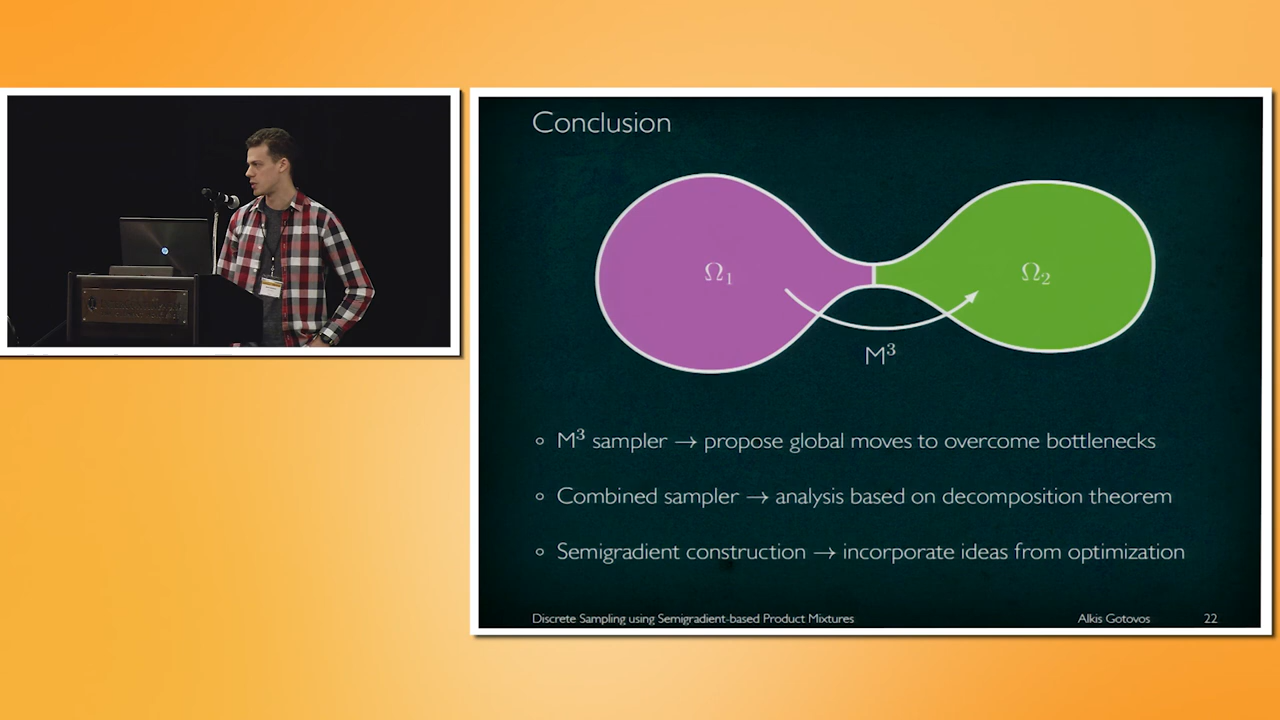 Conclusion
Ω₁
Ω₂
M³
∘ M³ sampler → propose global moves to overcome bottlenecks
∘ Combined sampler → analysis based on decomposition theorem
∘ Semigradient construction → incorporate ideas from optimization
Discrete Sampling using Semigradient-based Product Mixtures Alkis Gotovos 22